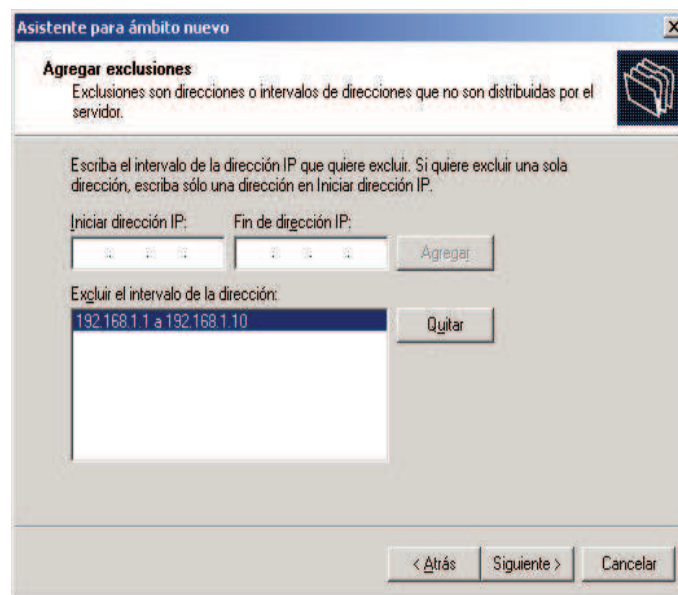 Asistente para ámbito nuevo
Agregar exclusiones
Exclusiones son direcciones o intervalos de direcciones que no son distribuidas por el
servidor.
Escriba el intervalo de la dirección IP que quiere excluir. Si quiere excluir una sola
dirección, escriba sólo una dirección en Iniciar dirección IP.
Iniciar dirección IP: Fin de dirección IP:
Agregar
Excluir el intervalo de la dirección:
192.168.1.1 a 192.168.1.10
Quitar
< Atrás Siguiente > Cancelar